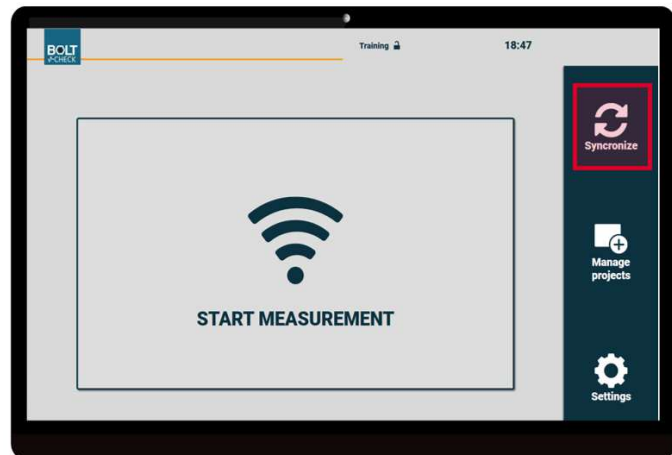 BOLT
CHECK
Training
18:47
Syncronize
START MEASUREMENT
Manage
projects
Settings